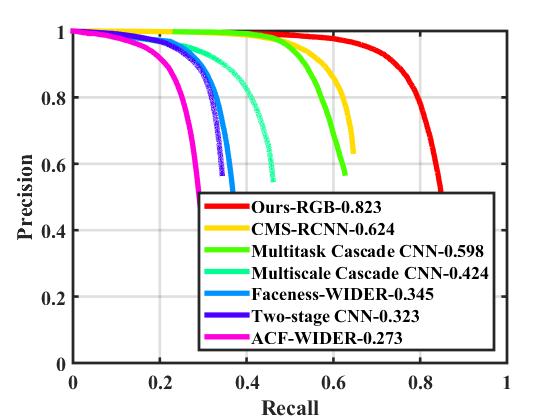 1
0.8
0.6
0.4
0.2
0
Precision
Ours-RGB-0.823
CMS-RCNN-0.624
Multitask Cascade CNN-0.598
Multiscale Cascade CNN-0.424
Faceness-WIDER-0.345
Two-stage CNN-0.323
ACF-WIDER-0.273
0 0.2 0.4 0.6 0.8 1
Recall